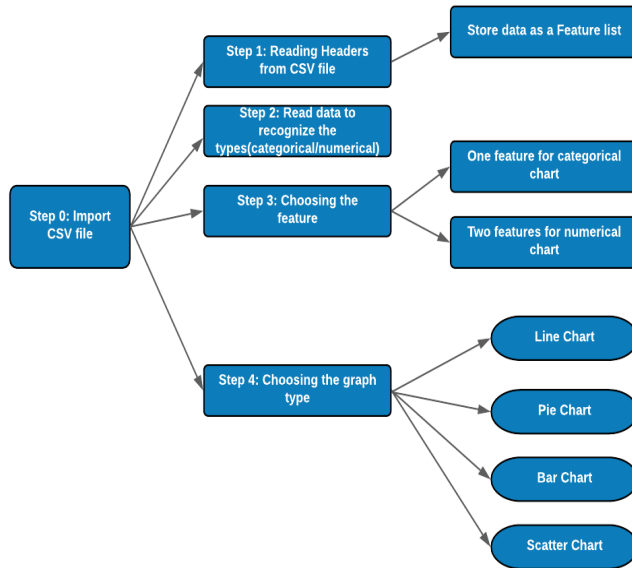 Step 0: Import
CSV file
Step 1: Reading Headers
from CSV file
Store data as a Feature list
Step 2: Read data to
recognize the
types(categorical/numerical)
Step 3: Choosing the
feature
One feature for categorical
chart
Two features for numerical
chart
Step 4: Choosing the graph
type
Line Chart
Pie Chart
Bar Chart
Scatter Chart